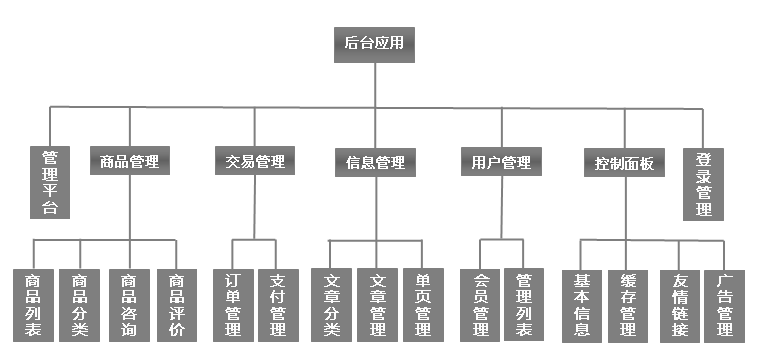 后台应用
管理平台
商品管理
交易管理
信息管理
用户管理
控制面板
登录管理
商品列表
商品分类
商品咨询
商品评价
订单管理
支付管理
文章分类
文章管理
单页管理
会员管理
管理列表
基本信息
缓存管理
友情链接
广告管理